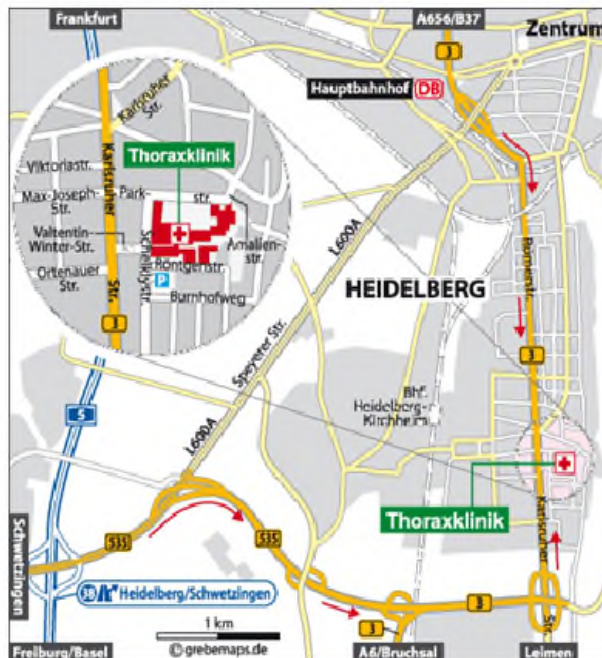 Frankfurt
A656/B37
Zentrum
3
Hauptbahnhof DB
Karlsruher
Str.
Karlsruher
Str.
Thoraxklinik
Viktoriastr.
Max-Joseph-
Str.
Park
str.
Valtentin-
Winter-Str.
Amalien-
str.
Ortenauer
Str.
Röntgenstr.
P
Burnhofweg
3
L600A
Römerstr.
HEIDELBERG
3
Speyerer Str.
5
Bhf.
Heidelberg-
Kirchheim
L600A
Thoraxklinik
Karlsruher
Str.
Schwetzingen
535
535
38 Heidelberg/Schwetzingen
3
3
1 km
© grebemaps.de
Freiburg/Basel
A6/Bruchsal
Leimen